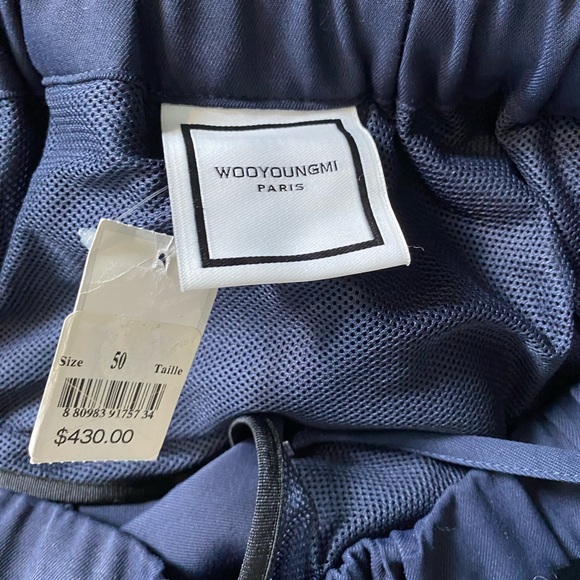 WOOYOUNGMI
PARIS
Size 50 Taille
8 80983 91757 34
$430.00